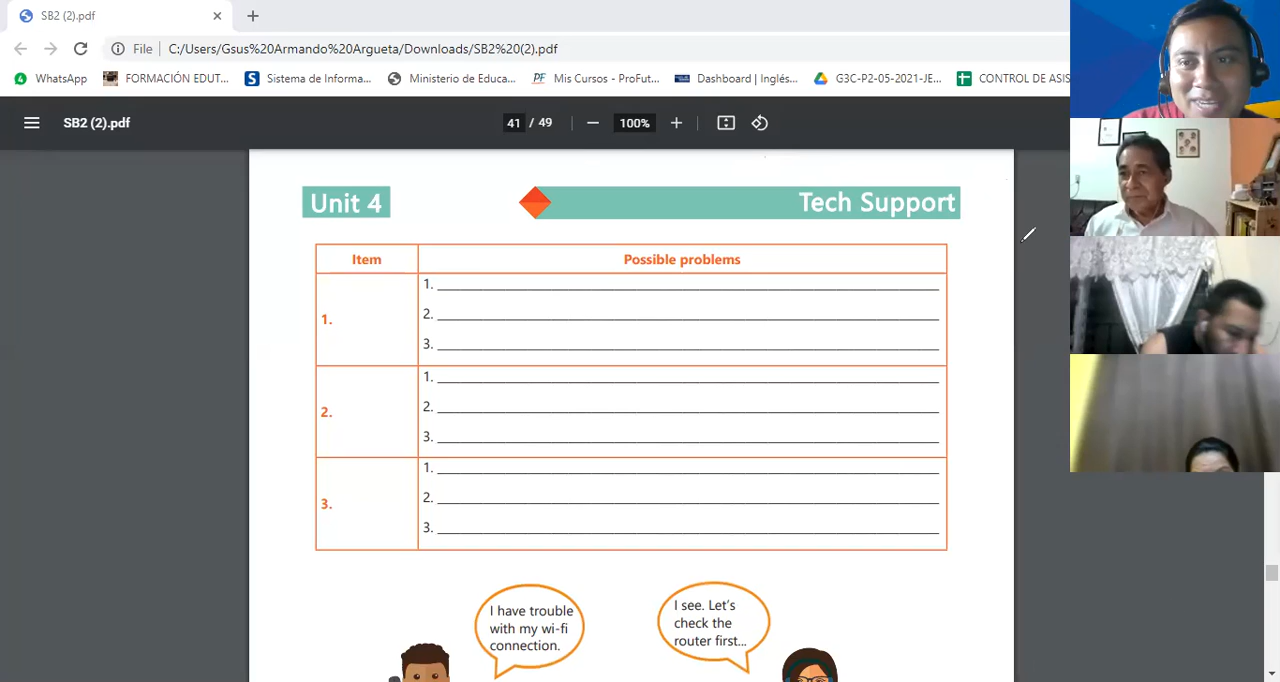 SB2 (2).pdf
File
C:/Users/Gsus%20Armando%20Argueta/Downloads/SB2%20(2).pdf
WhatsApp
FORMACIÓN EDUT...
Sistema de Informa...
Ministerio de Educa...
Mis Cursos - ProFut...
Dashboard | Inglés...
G3C-P2-05-2021-JE...
CONTROL DE ASIS
SB2 (2).pdf
41 / 49
100%
Unit 4
Tech Support
Item
Possible problems
1.
1.
2.
3.
2.
1.
2.
3.
3.
1.
2.
3.
I have trouble
with my wi-fi
connection.
I see. Let's
check the
router first...